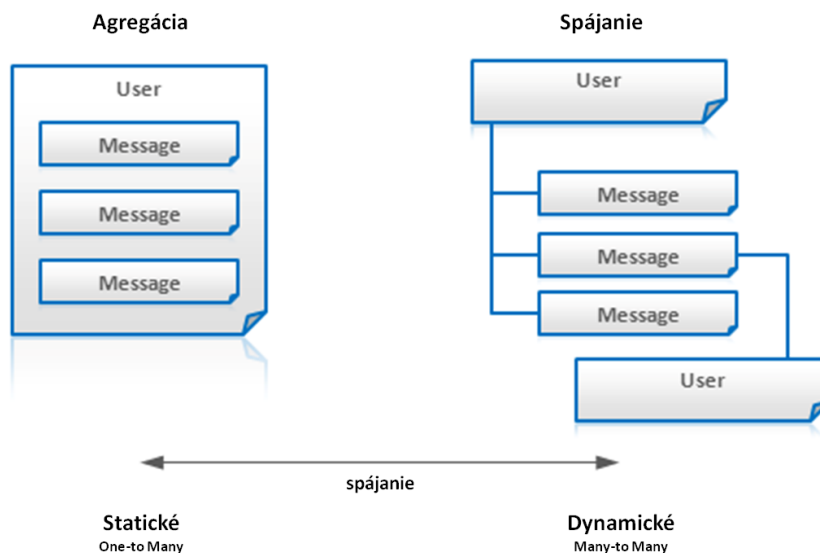 Agregácia
User
Message
Message
Message
Spájanie
User
Message
Message
Message
User
spájanie
Statické
One-to Many
Dynamické
Many-to Many